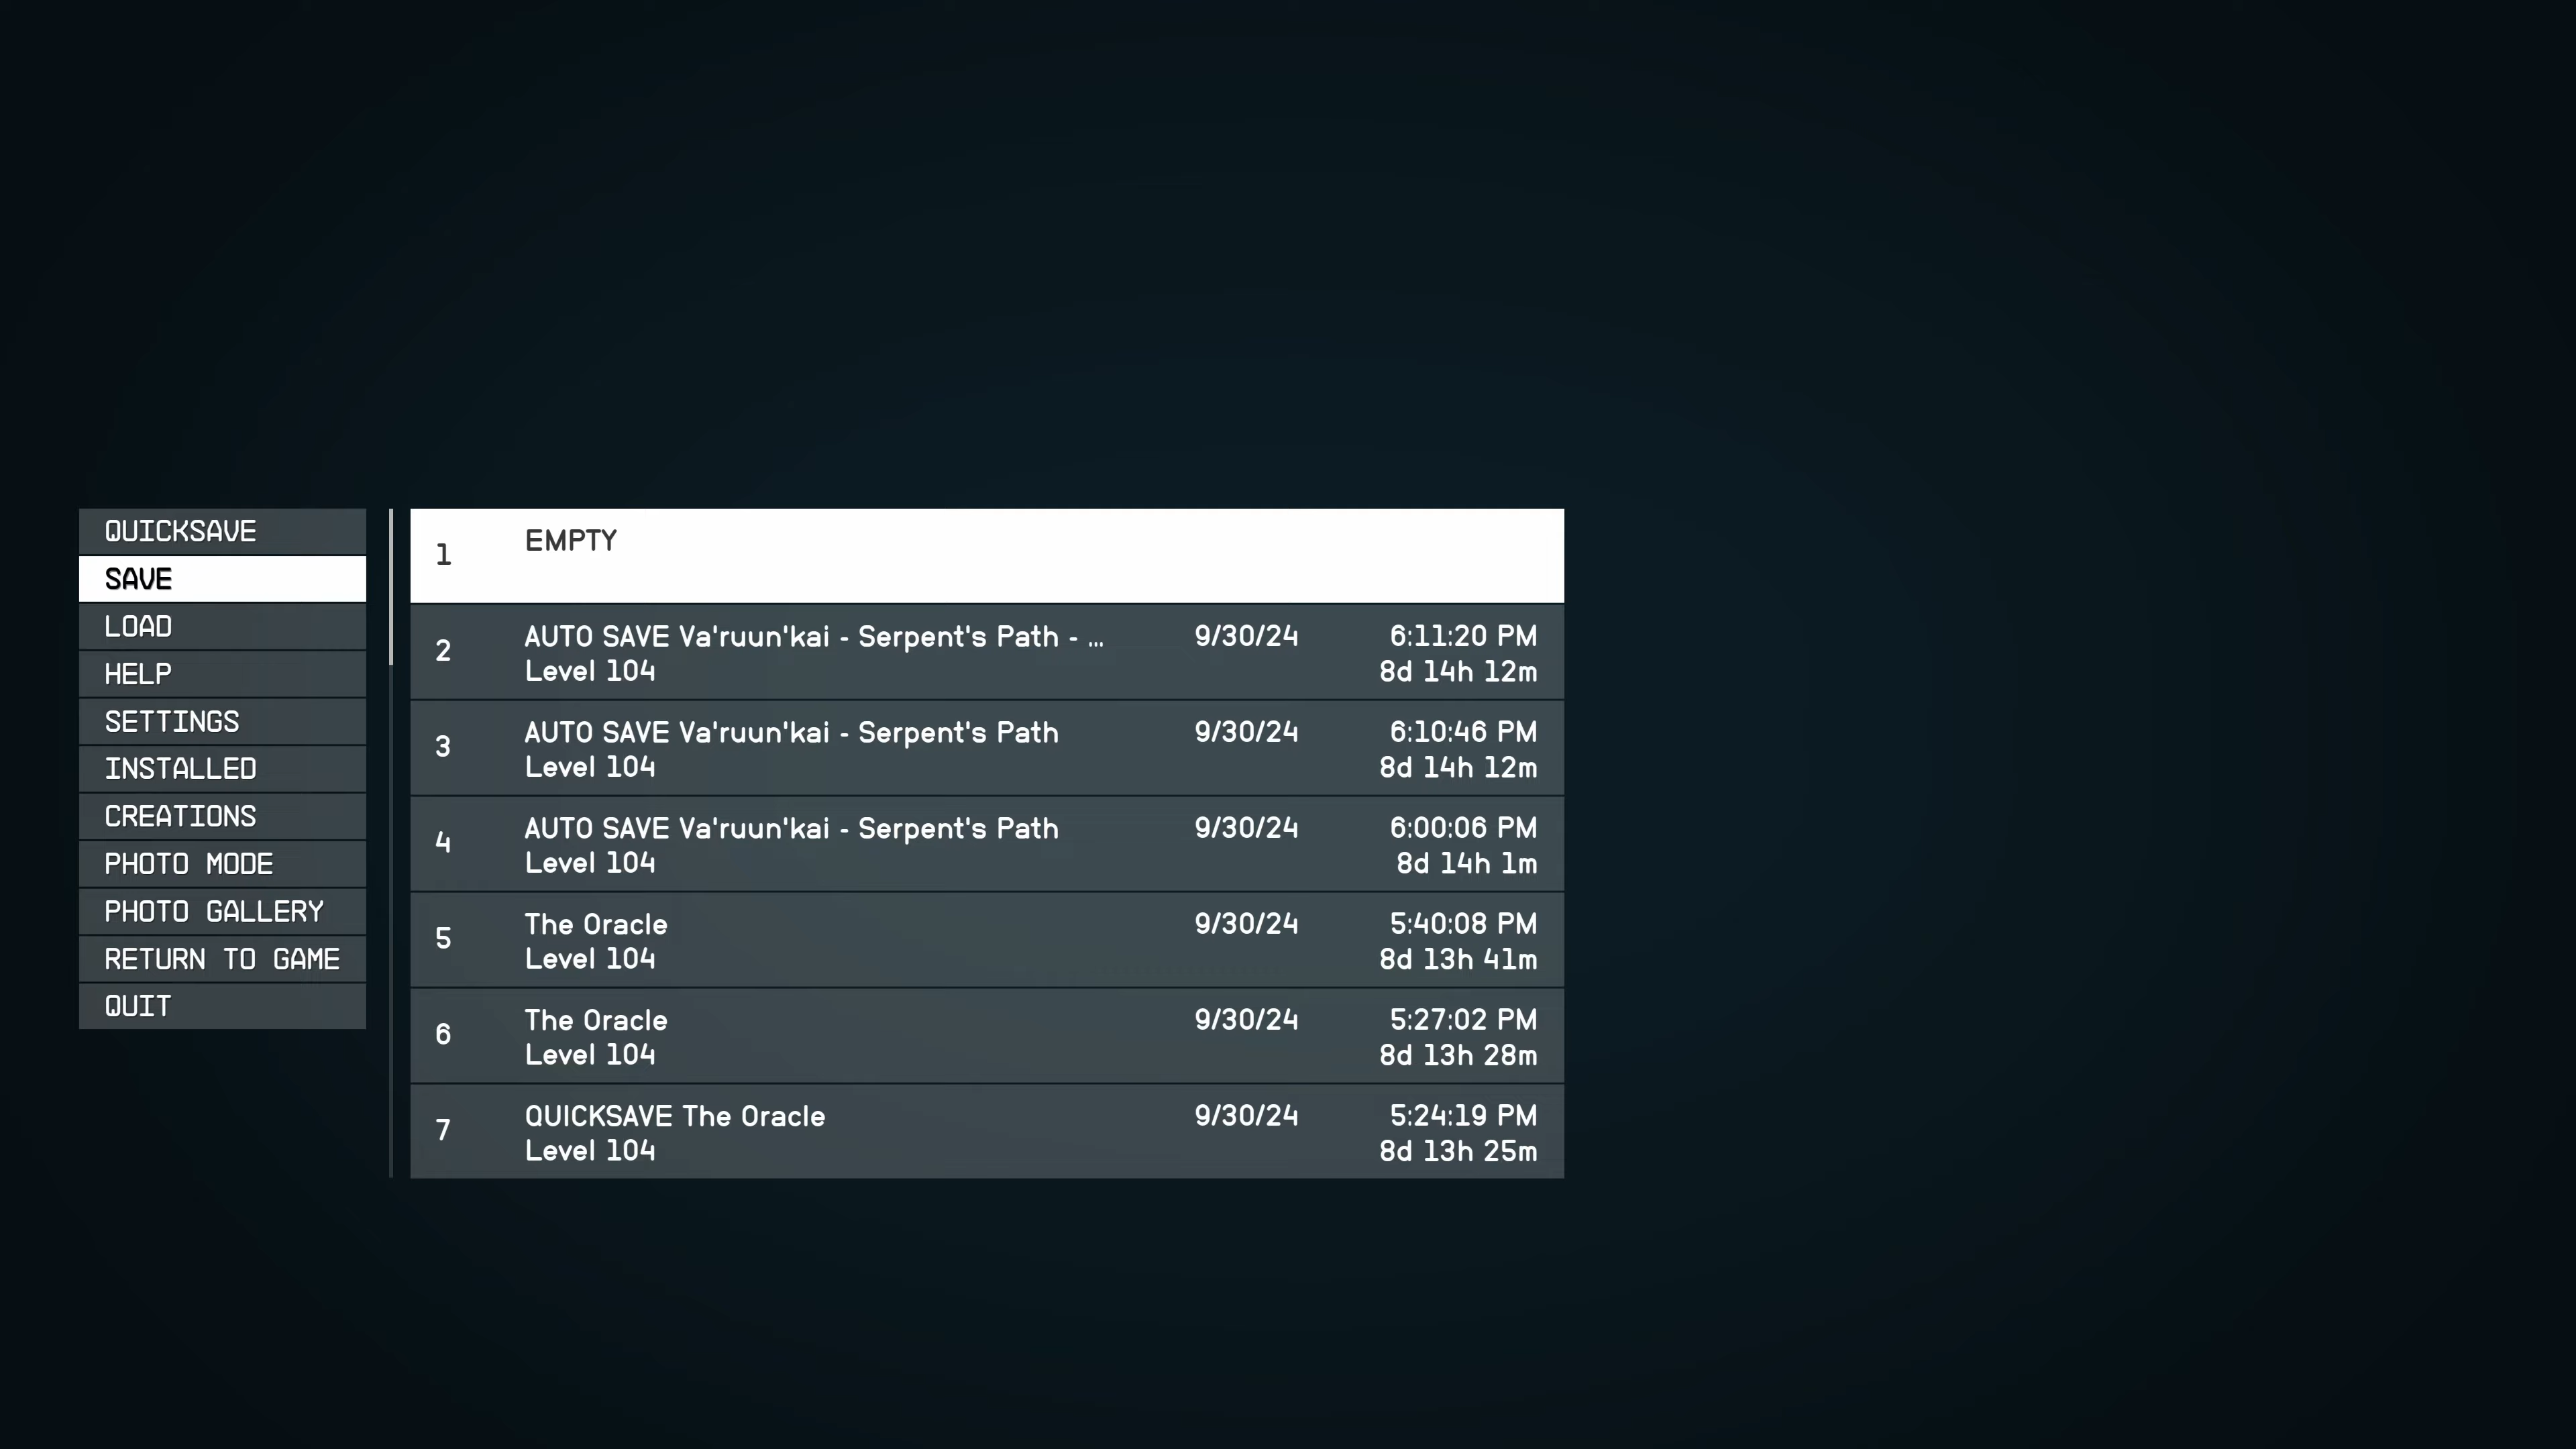 QUICKSAVE
SAVE
LOAD
HELP
SETTINGS
INSTALLED
CREATIONS
PHOTO MODE
PHOTO GALLERY
RETURN TO GAME
QUIT
1 EMPTY
2 AUTO SAVE Va'ruun'kai - Serpent's Path - ... 9/30/24 6:11:20 PM
Level 104 8d 14h 12m
3 AUTO SAVE Va'ruun'kai - Serpent's Path 9/30/24 6:10:46 PM
Level 104 8d 14h 12m
4 AUTO SAVE Va'ruun'kai - Serpent's Path 9/30/24 6:00:06 PM
Level 104 8d 14h 1m
5 The Oracle 9/30/24 5:40:08 PM
Level 104 8d 13h 41m
6 The Oracle 9/30/24 5:27:02 PM
Level 104 8d 13h 28m
7 QUICKSAVE The Oracle 9/30/24 5:24:19 PM
Level 104 8d 13h 25m